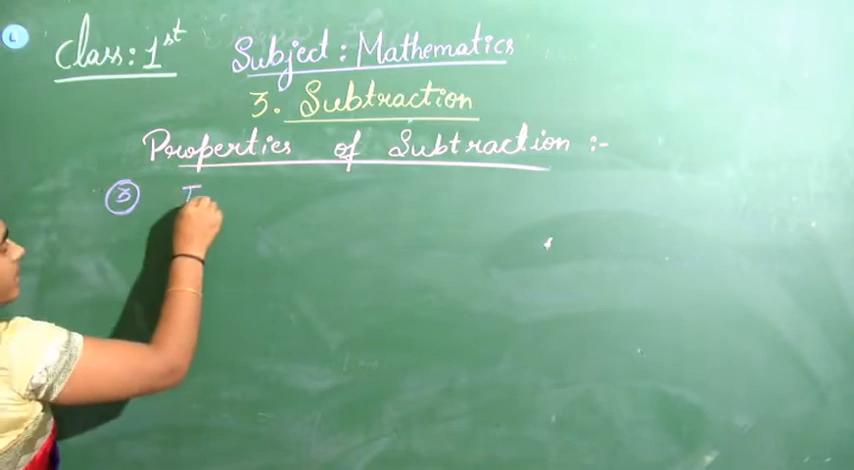 Class: 1st Subject: Mathematics
3. Subtraction
Properties of Subtraction :-
③ I